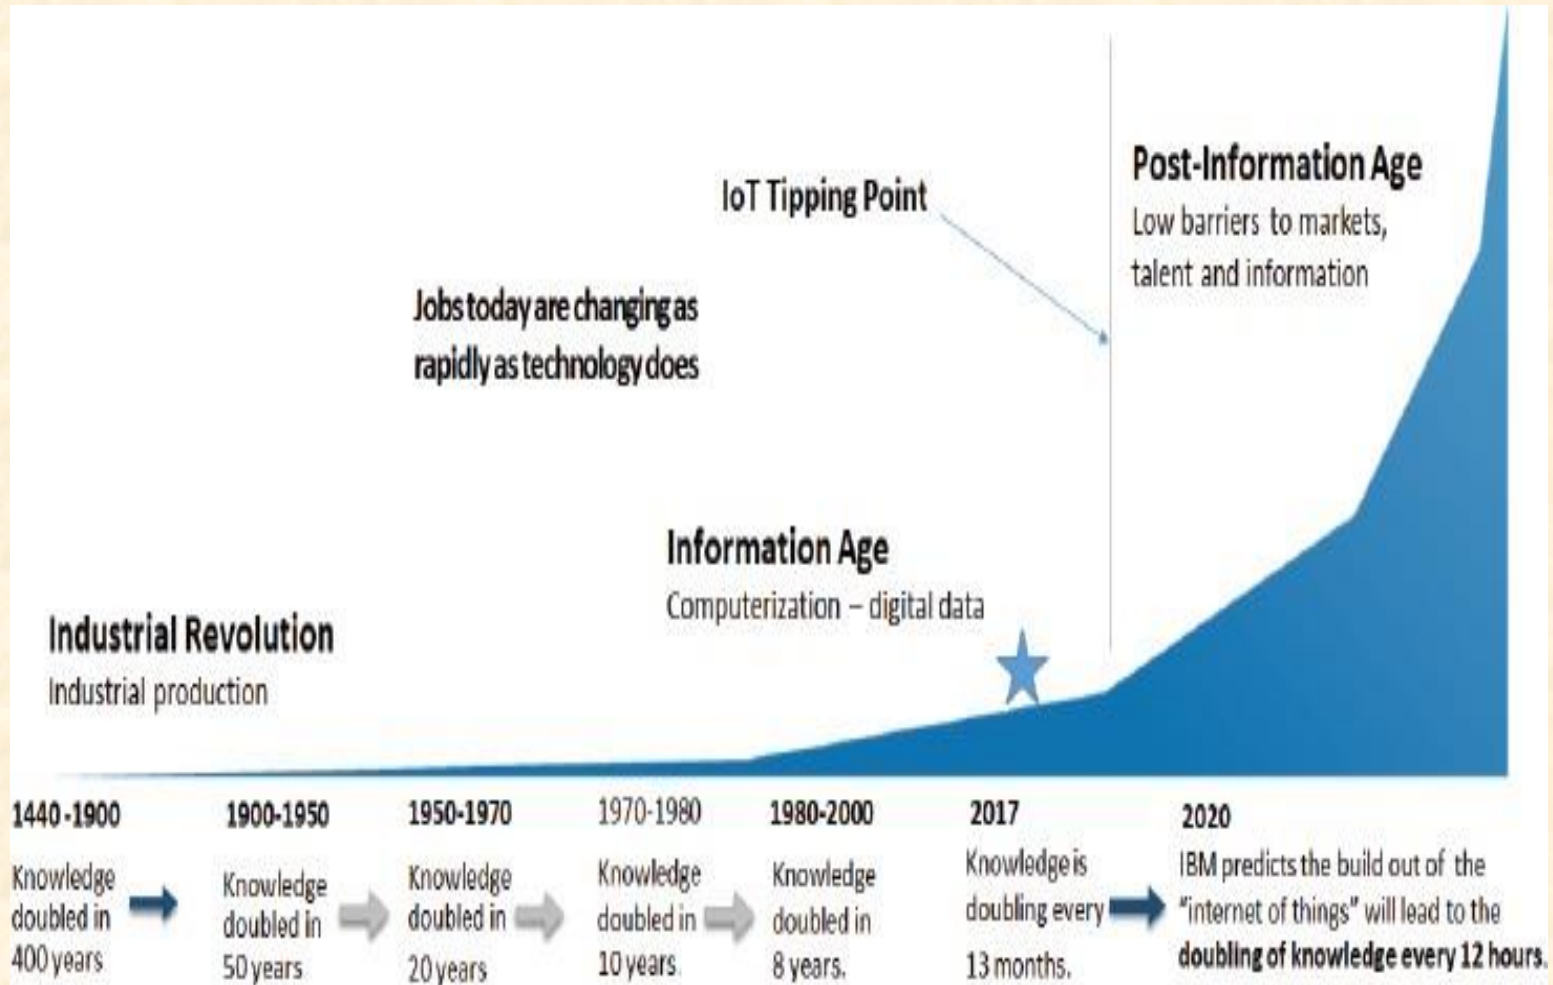 Post-Information Age
Low barriers to markets,
talent and information
IoT Tipping Point
Jobs today are changing as
rapidly as technology does
Information Age
Computerization – digital data
Industrial Revolution
Industrial production
1440-1900
Knowledge
doubled in
400 years
1900-1950
Knowledge
doubled in
50 years
1950-1970
Knowledge
doubled in
20 years
1970-1980
Knowledge
doubled in
10 years
1980-2000
Knowledge
doubled in
8 years.
2017
Knowledge is
doubling every
13 months.
2020
IBM predicts the build out of the
“internet of things” will lead to the
doubling of knowledge every 12 hours.